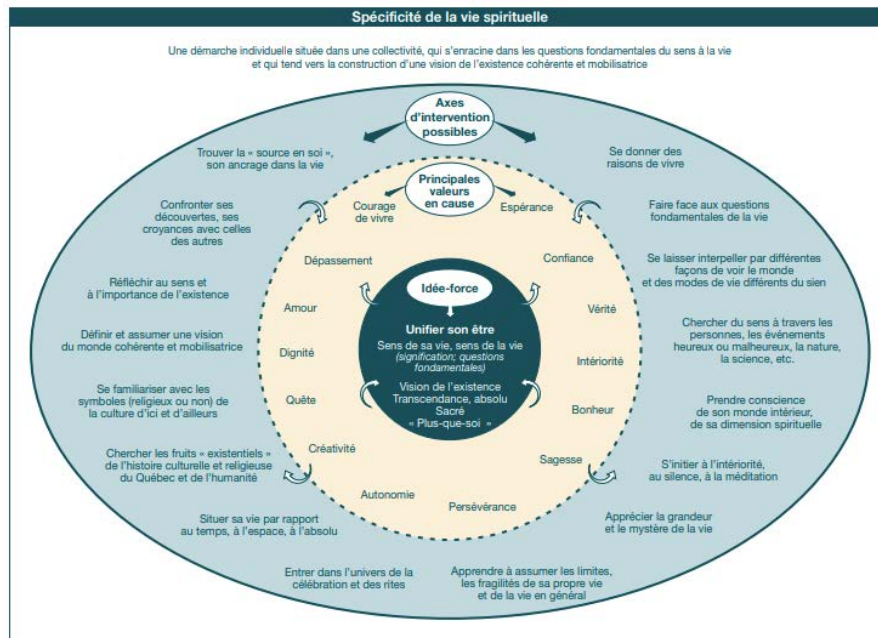 Spécificité de la vie spirituelle
Une démarche individuelle située dans une collectivité, qui s'enracine dans les questions fondamentales du sens à la vie
et qui tend vers la construction d'une vision de l'existence cohérente et mobilisatrice
Axes
d'intervention
possibles
Trouver la « source en soi »,
son ancrage dans la vie
Confronter ses
découvertes, ses
croyances avec celles
des autres
Réfléchir au sens et
à l'importance de l'existence
Définir et assumer une vision
du monde cohérente et mobilisatrice
Se familiariser avec les
symboles (religieux ou non) de
la culture d'ici et d'ailleurs
Chercher les fruits « existentiels »
de l'histoire culturelle et religieuse
du Québec et de l'humanité
Situer sa vie par rapport
au temps, à l'espace, à l'absolu
Entrer dans l'univers de la
célébration et des rites
Se donner des
raisons de vivre
Faire face aux questions
fondamentales de la vie
Se laisser interpeller par différentes
façons de voir le monde
et des modes de vie différents du sien
Chercher du sens à travers les
personnes, les événements
heureux ou malheureux, la nature,
la science, etc.
Prendre conscience
de son monde intérieur,
de sa dimension spirituelle
S'initier à l'intériorité,
au silence, à la méditation
Apprécier la grandeur
et le mystère de la vie
Apprendre à assumer les limites,
les fragilités de sa propre vie
et de la vie en général
Principales
valeurs
en cause
Courage
de vivre
Dépassement
Amour
Dignité
Quête
Créativité
Autonomie
Persévérance
Espérance
Confiance
Vérité
Intériorité
Bonheur
Sagesse
Idée-force
Unifier son être
Sens de sa vie, sens de la vie
(signification; questions
fondamentales)
Vision de l'existence
Transcendance, absolu
Sacré
« Plus-que-soi »